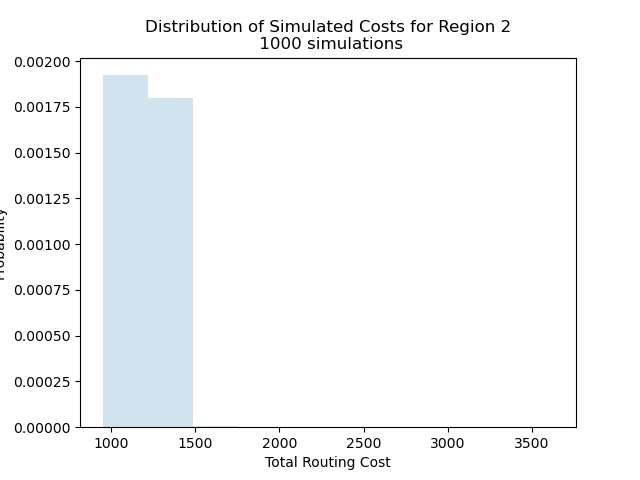 Distribution of Simulated Costs for Region 2
1000 simulations
0.00200
0.00175
0.00150
0.00125
0.00100
0.00075
0.00050
0.00025
0.00000
Probability
1000 1500 2000 2500 3000 3500
Total Routing Cost